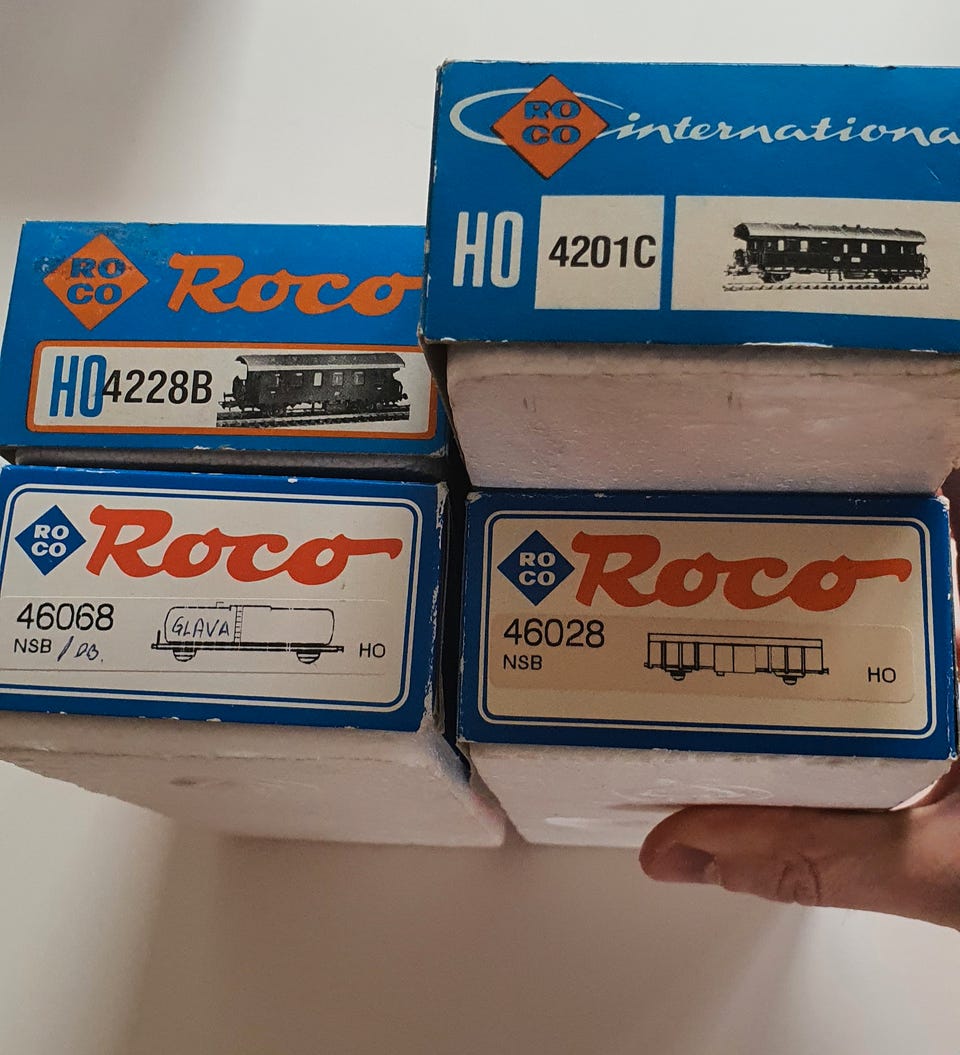 RO
CO
Roco
HO 4228B
RO
CO
internationa
HO 4201C
RO
CO
Roco
46068
NSB / DB.
GLAVA
HO
RO
CO
Roco
46028
NSB
HO